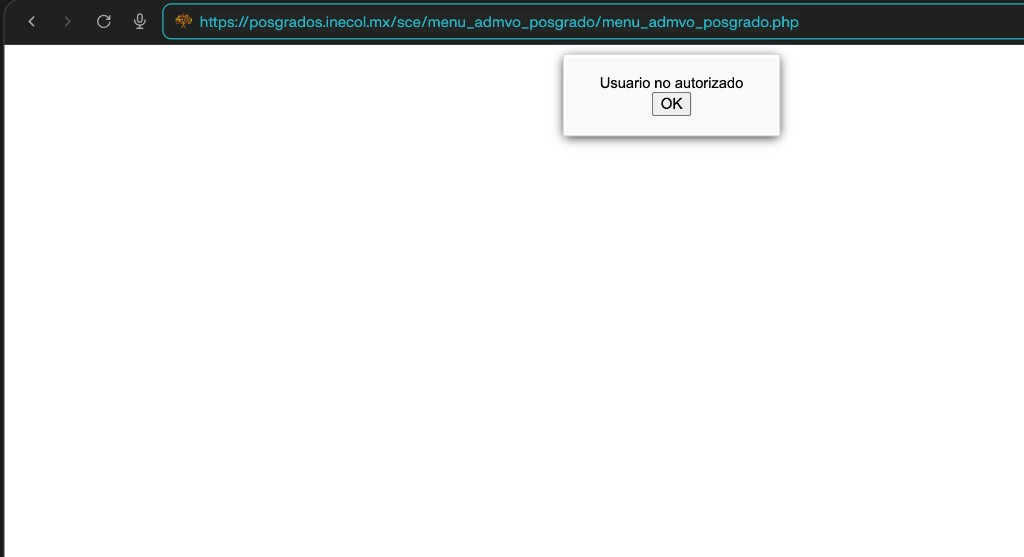 https://posgrados.inecol.mx/sce/menu_admvo_posgrado/menu_admvo_posgrado.php
Usuario no autorizado
OK